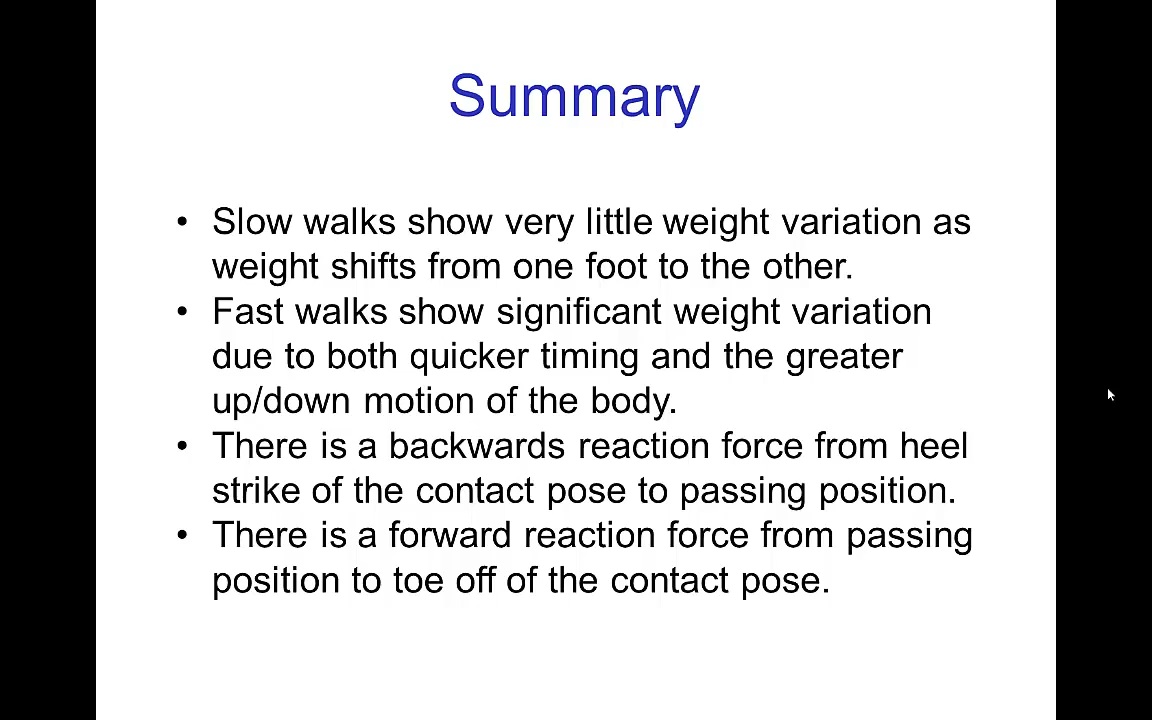 Summary
• Slow walks show very little weight variation as
weight shifts from one foot to the other.
• Fast walks show significant weight variation
due to both quicker timing and the greater
up/down motion of the body.
• There is a backwards reaction force from heel
strike of the contact pose to passing position.
• There is a forward reaction force from passing
position to toe off of the contact pose.